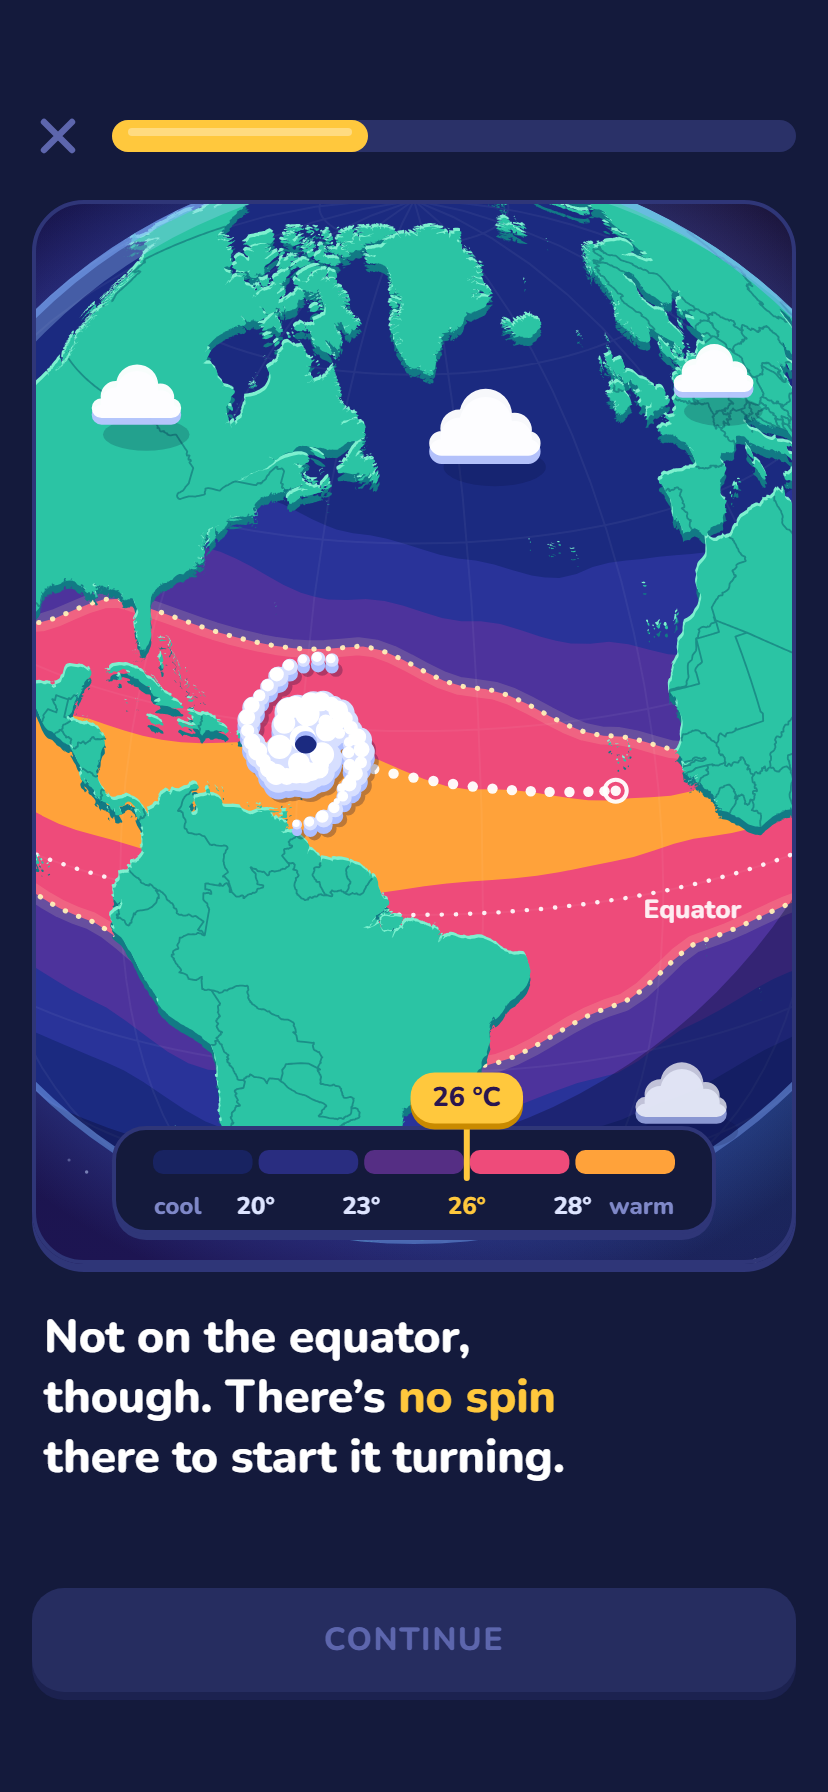 Equator
26 °C
cool 20° 23° 26° 28° warm
Not on the equator,
though. There’s no spin
there to start it turning.
CONTINUE